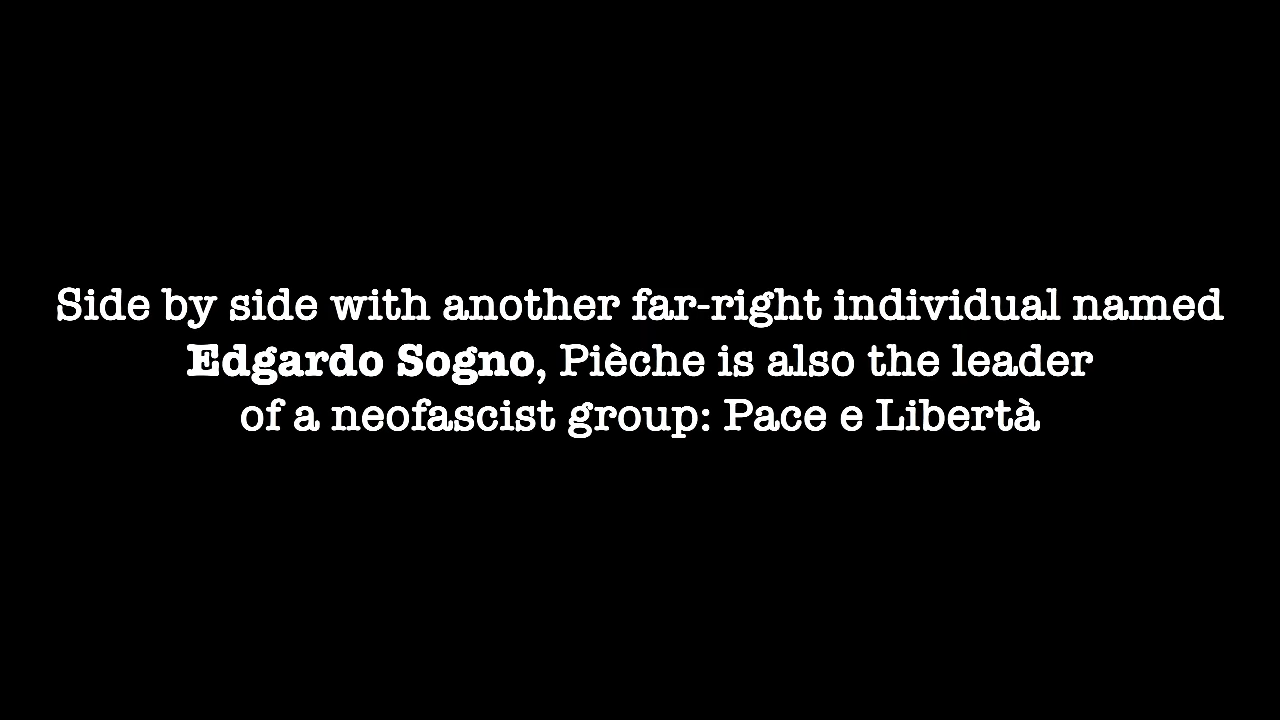 Side by side with another far-right individual named
Edgardo Sogno, Pièche is also the leader
of a neofascist group: Pace e Libertà